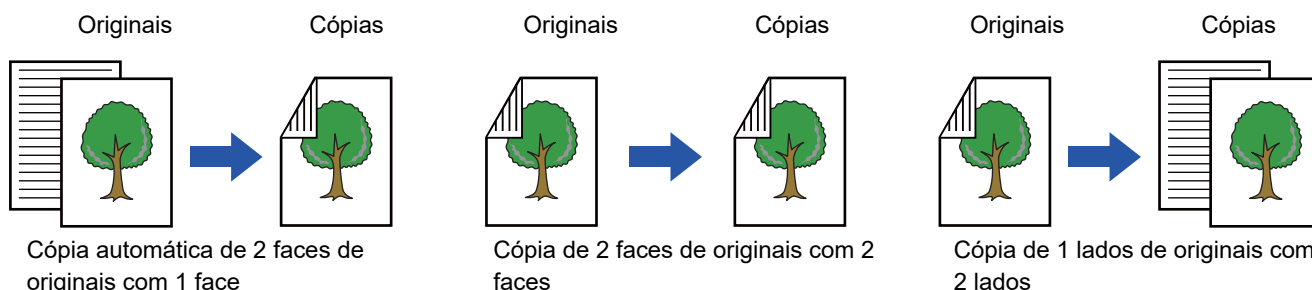 Originais Cópias Originais Cópias Originais Cópias
Cópia automática de 2 faces de
originais com 1 face
Cópia de 2 faces de originais com 2
faces
Cópia de 1 lados de originais com
2 lados